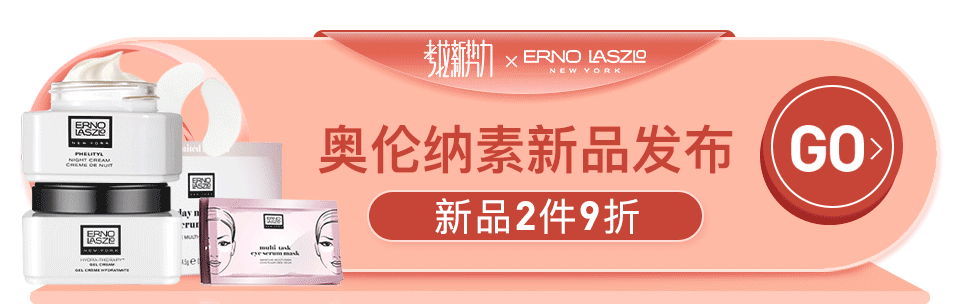 考拉新势力 × ERNO LASZLO
NEW YORK
奥伦纳素新品发布
新品2件9折
GO
ERNO
LASZLO
NEW YORK
PHELITYL
NIGHT CREAM
CRÈME DE NUIT
ERNO
LASZLO
NEW YORK
HYDRA-THERAPY
GEL CREAM
GEL CRÈME HYDRATANTE
multi-task
eye serum mask